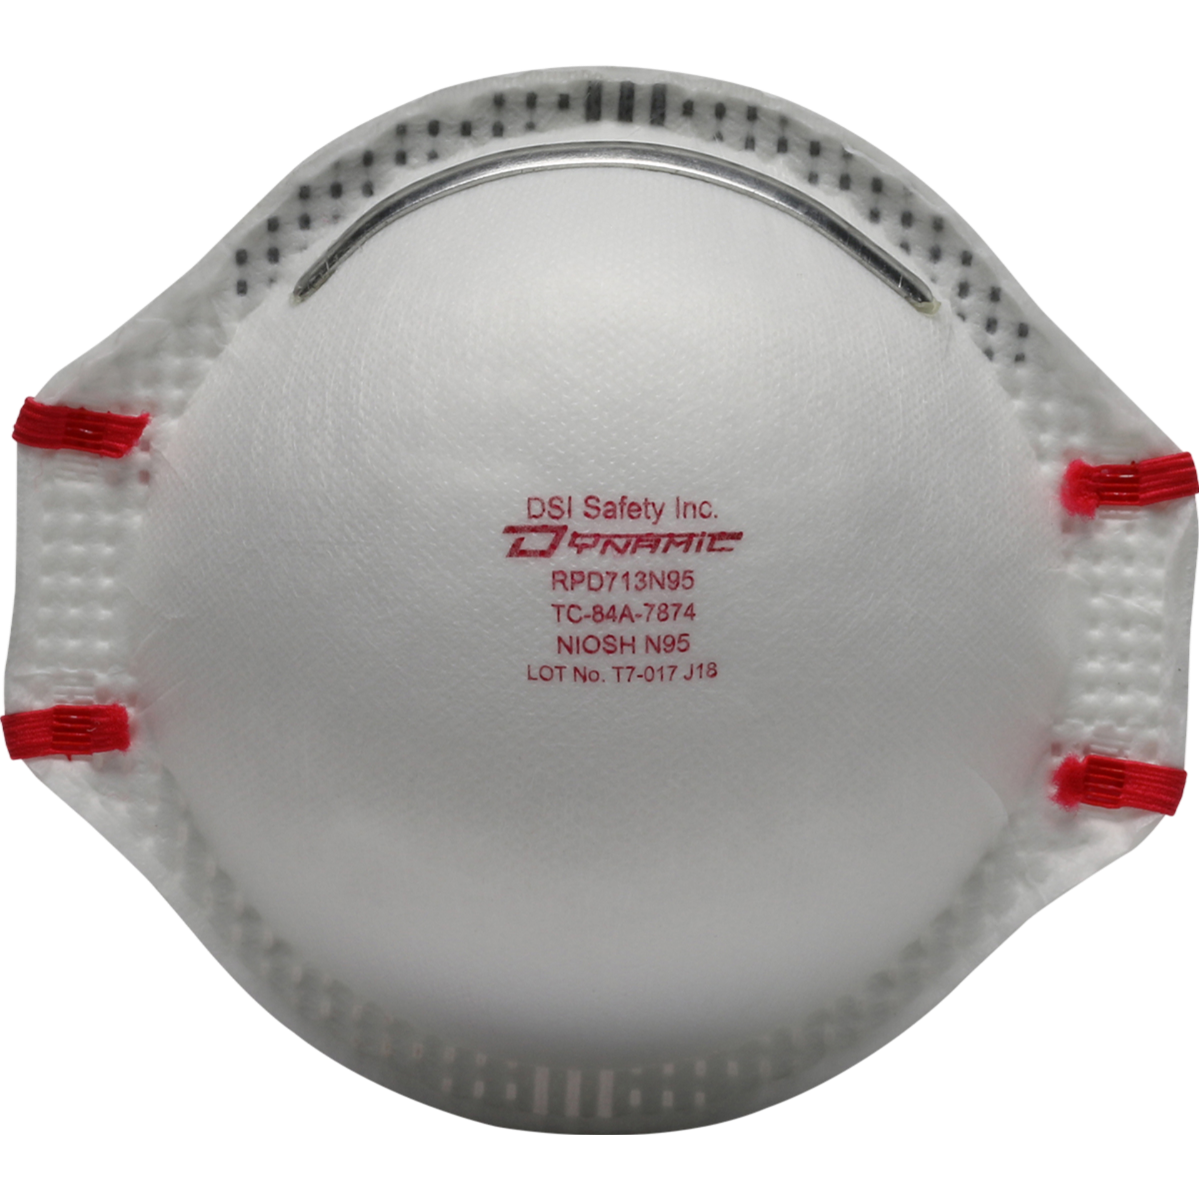 DSI Safety Inc.
DYNAMIC
RPD713N95
TC-84A-7874
NIOSH N95
LOT No. T7-017 J18